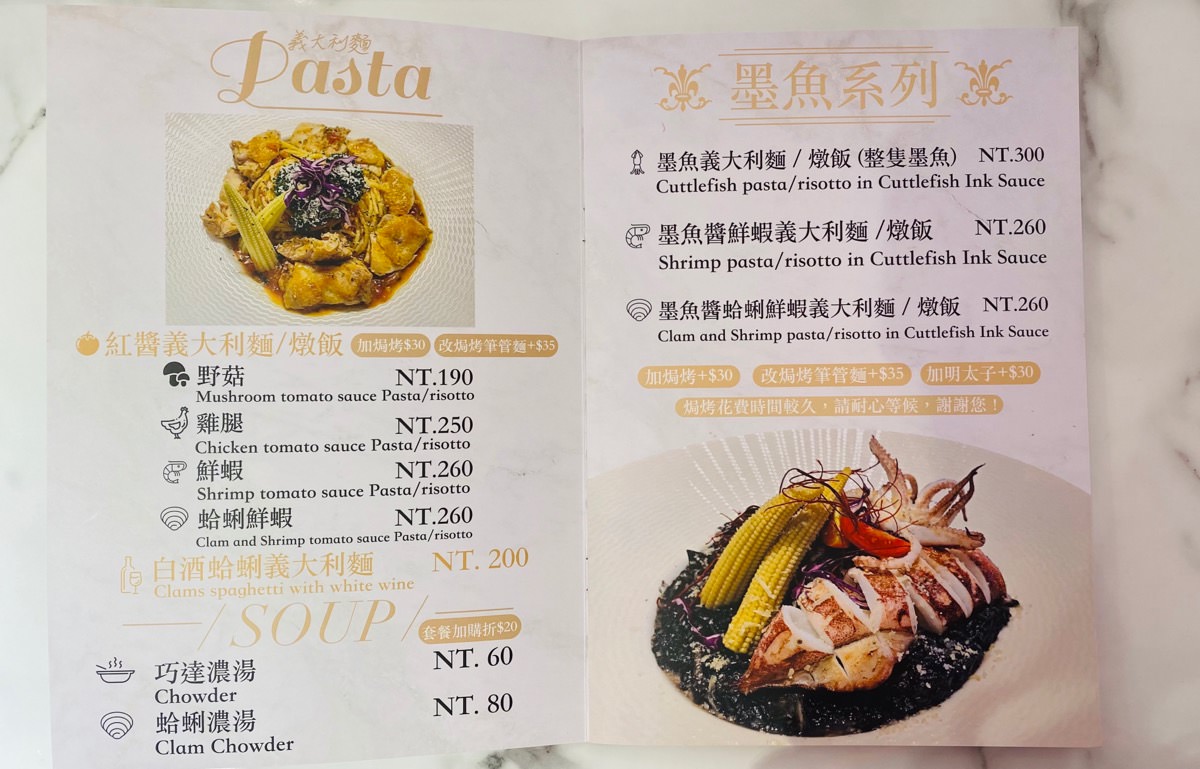 義大利麵
Pasta
紅醬義大利麵/燉飯 加焗烤$30 改焗烤筆管麵+$35
野菇 NT.190
Mushroom tomato sauce Pasta/risotto
雞腿 NT.250
Chicken tomato sauce Pasta/risotto
鮮蝦 NT.260
Shrimp tomato sauce Pasta/risotto
蛤蜊鮮蝦 NT.260
Clam and Shrimp tomato sauce Pasta/risotto
白酒蛤蜊義大利麵 NT. 200
Clams spaghetti with white wine
/SOUP/ 套餐加購折$20
巧達濃湯 NT. 60
Chowder
蛤蜊濃湯 NT. 80
Clam Chowder
墨魚系列
墨魚義大利麵 / 燉飯 (整隻墨魚) NT.300
Cuttlefish pasta/risotto in Cuttlefish Ink Sauce
墨魚醬鮮蝦義大利麵 /燉飯 NT.260
Shrimp pasta/risotto in Cuttlefish Ink Sauce
墨魚醬蛤蜊鮮蝦義大利麵 / 燉飯 NT.260
Clam and Shrimp pasta/risotto in Cuttlefish Ink Sauce
加焗烤+$30 改焗烤筆管麵+$35 加明太子+$30
焗烤花費時間較久，請耐心等候，謝謝您！